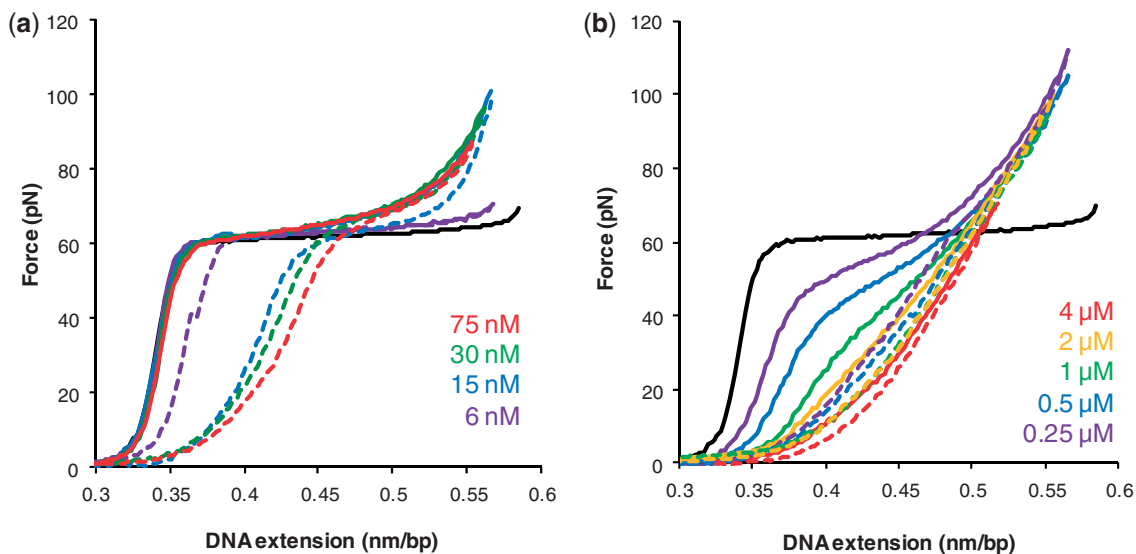 (a)
120
100
80
60
40
20
0
Force (pN)
75 nM
30 nM
15 nM
6 nM
0.3 0.35 0.4 0.45 0.5 0.55 0.6
DNA extension (nm/bp)
(b)
120
100
80
60
40
20
0
Force (pN)
4 µM
2 µM
1 µM
0.5 µM
0.25 µM
0.3 0.35 0.4 0.45 0.5 0.55 0.6
DNA extension (nm/bp)